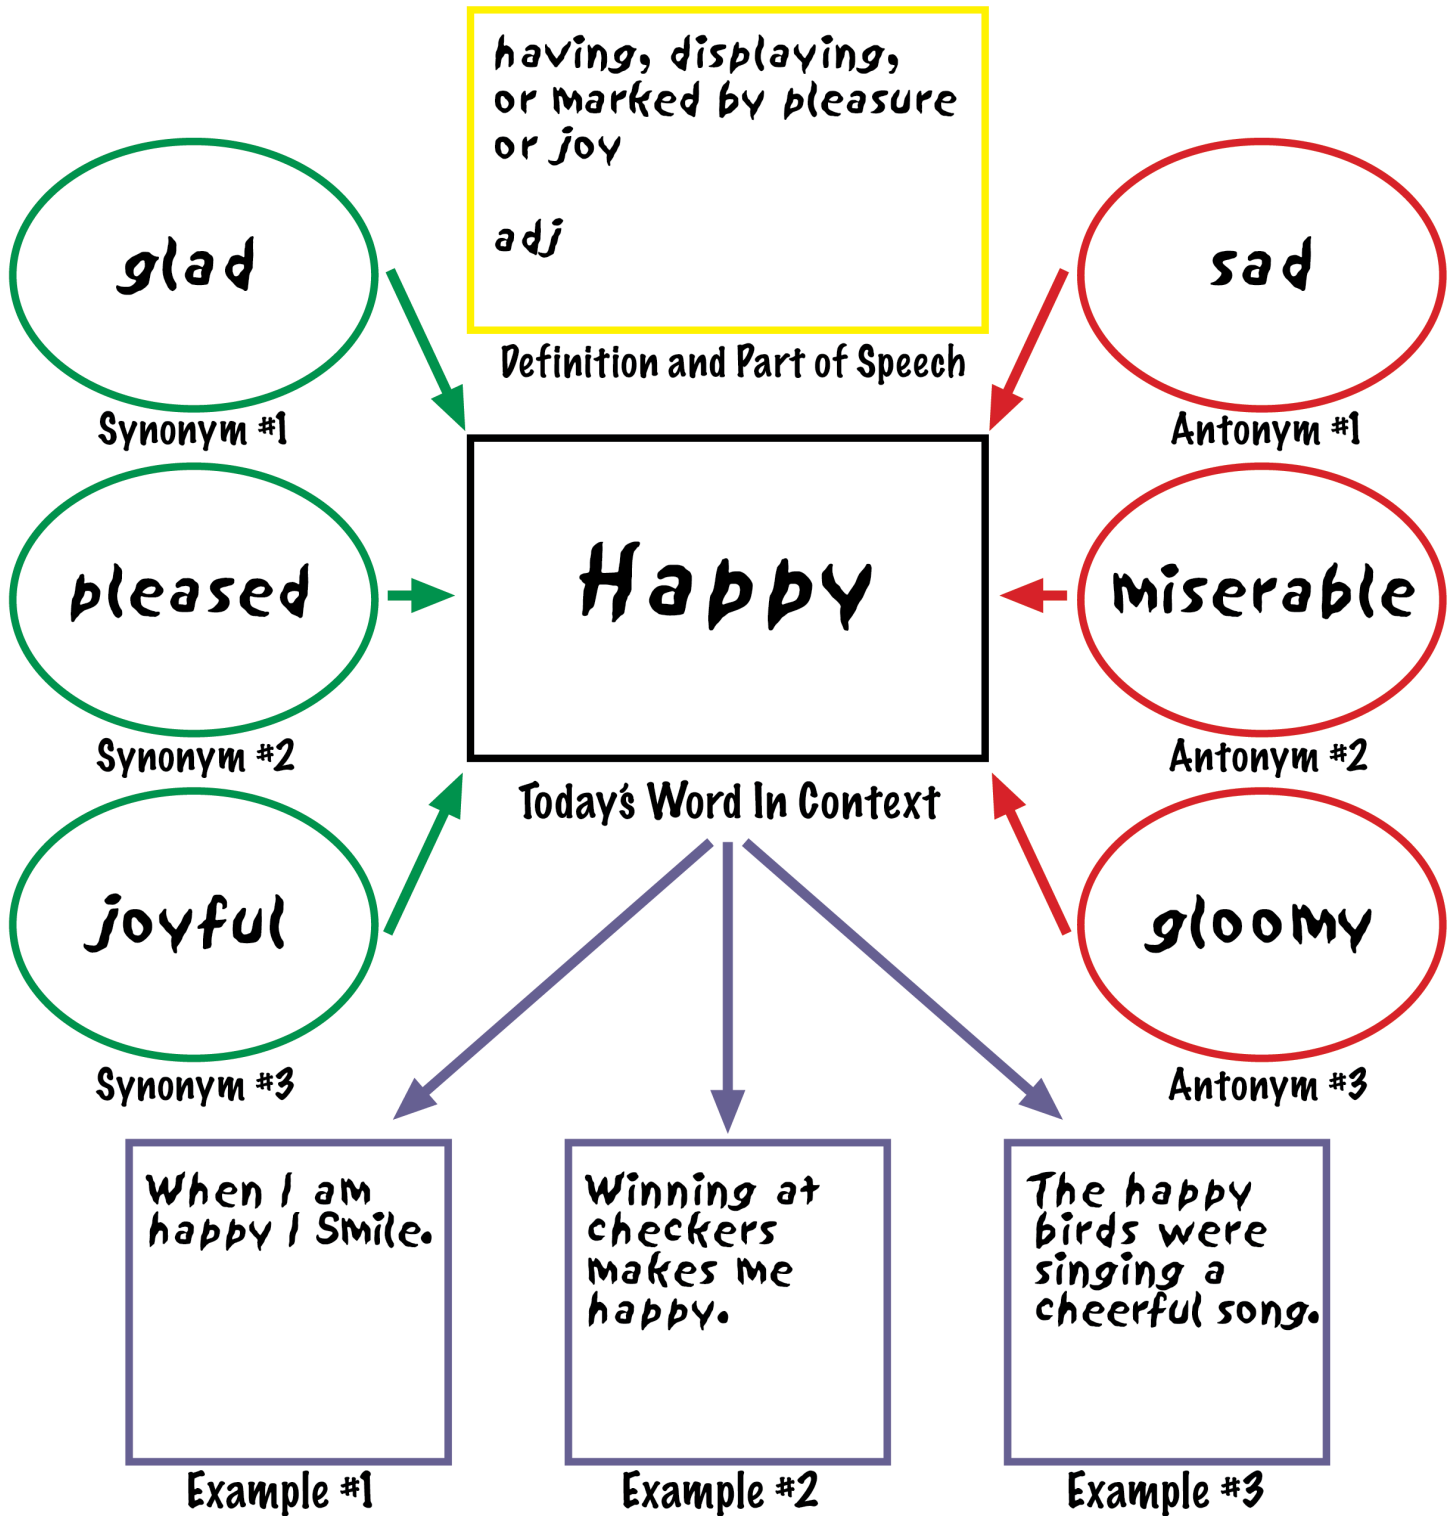 having, displaying,
or marked by pleasure
or joy
adj
Definition and Part of Speech
glad
Synonym #1
sad
Antonym #1
pleased
Synonym #2
Happy
Today's Word In Context
miserable
Antonym #2
joyful
Synonym #3
gloomy
Antonym #3
When I am
happy I Smile.
Example #1
Winning at
checkers
makes me
happy.
Example #2
The happy
birds were
singing a
cheerful song.
Example #3